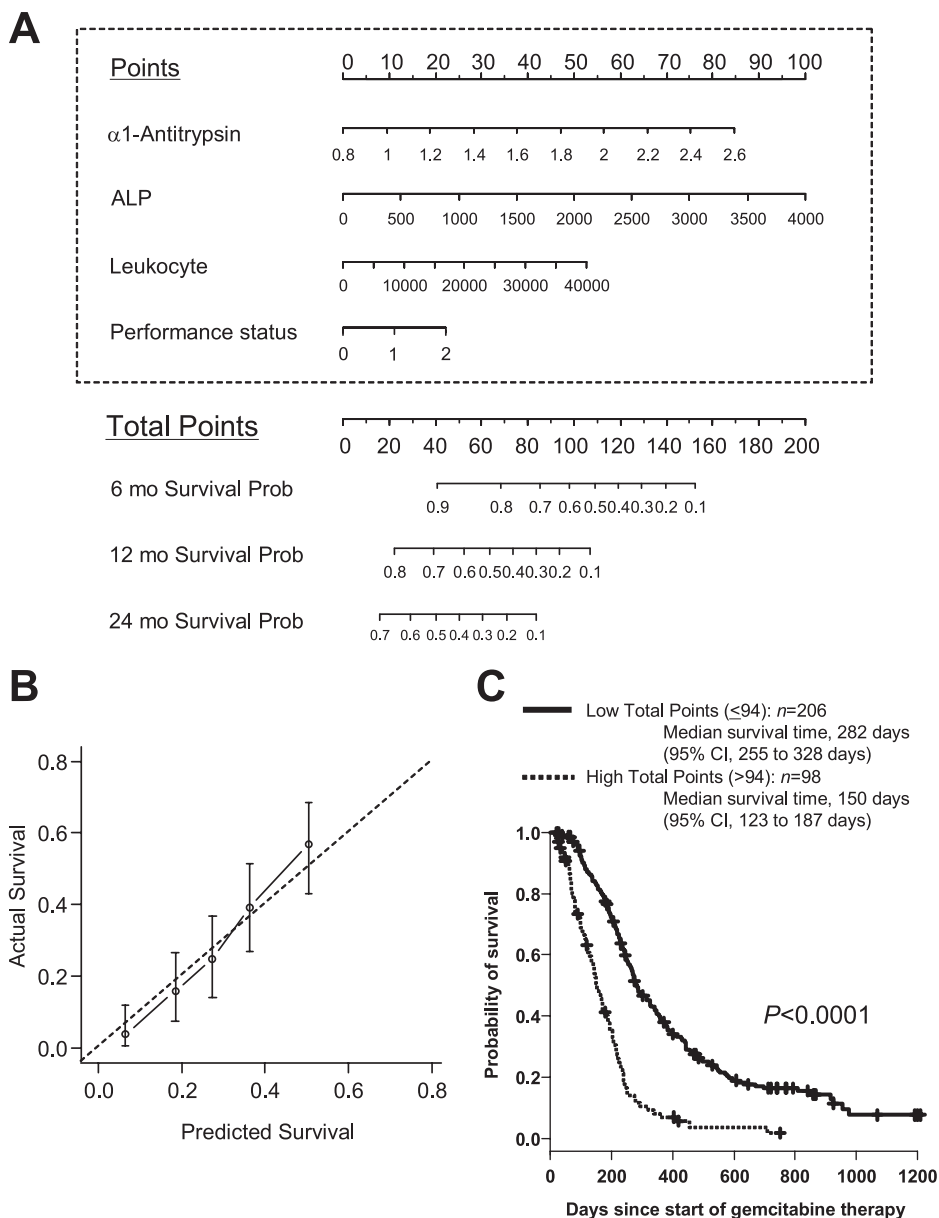 A
Points
0 10 20 30 40 50 60 70 80 90 100
α1-Antitrypsin
0.8 1 1.2 1.4 1.6 1.8 2 2.2 2.4 2.6
ALP
0 500 1000 1500 2000 2500 3000 3500 4000
Leukocyte
0 10000 20000 30000 40000
Performance status
0 1 2
Total Points
0 20 40 60 80 100 120 140 160 180 200
6 mo Survival Prob
0.9 0.8 0.7 0.6 0.5 0.4 0.3 0.2 0.1
12 mo Survival Prob
0.8 0.7 0.6 0.5 0.4 0.3 0.2 0.1
24 mo Survival Prob
0.7 0.6 0.5 0.4 0.3 0.2 0.1
B
Actual Survival
0.8
0.6
0.4
0.2
0.0
0.0 0.2 0.4 0.6 0.8
Predicted Survival
C
Low Total Points (≤94): n=206
Median survival time, 282 days
(95% CI, 255 to 328 days)
High Total Points (>94): n=98
Median survival time, 150 days
(95% CI, 123 to 187 days)
Probability of survival
1.0
0.8
0.6
0.4
0.2
0.0
P<0.0001
0 200 400 600 800 1000 1200
Days since start of gemcitabine therapy